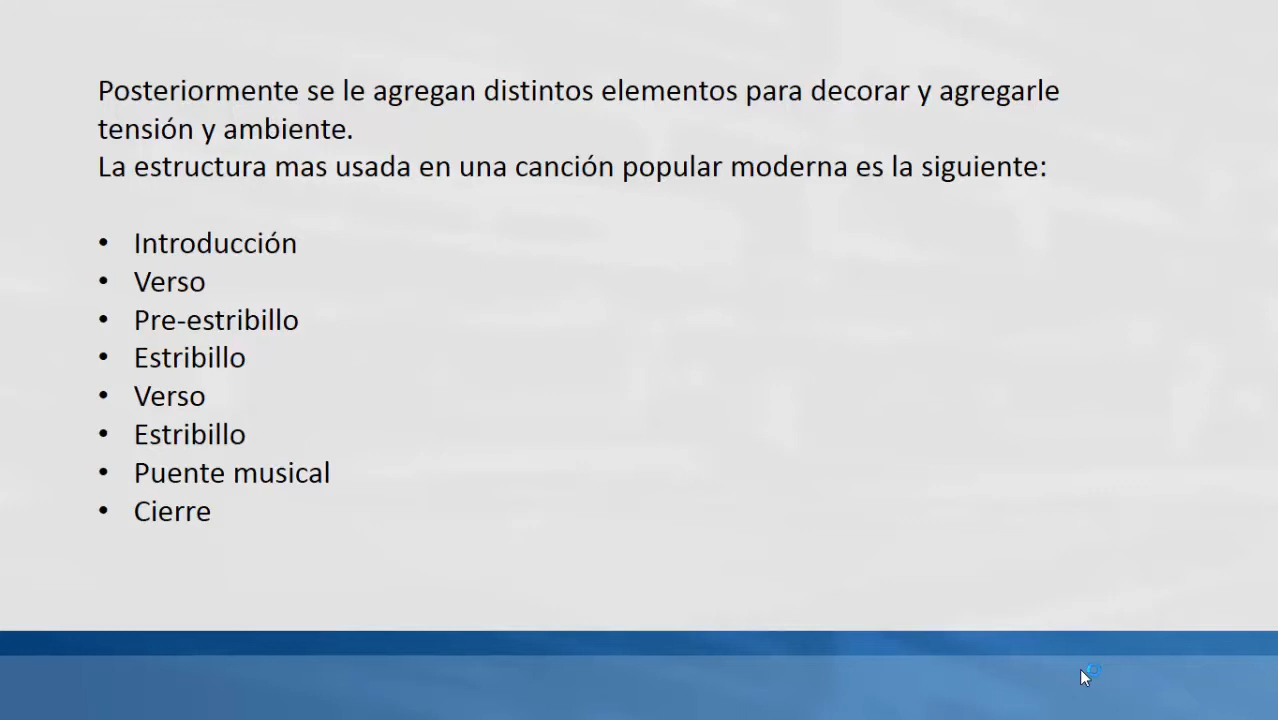 Posteriormente se le agregan distintos elementos para decorar y agregarle
tensión y ambiente.
La estructura mas usada en una canción popular moderna es la siguiente:
• Introducción
• Verso
• Pre-estribillo
• Estribillo
• Verso
• Estribillo
• Puente musical
• Cierre